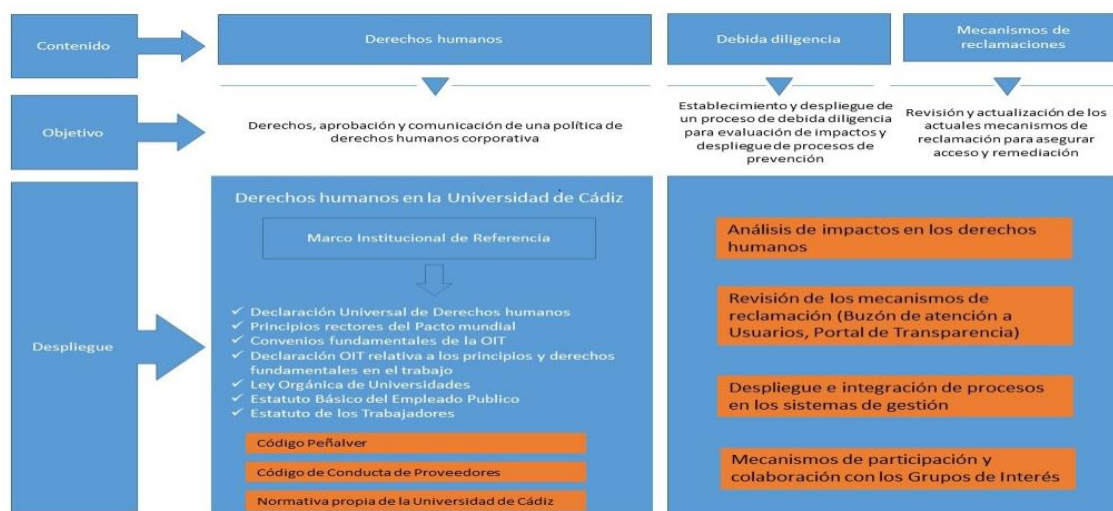 Contenido
Derechos humanos
Debida diligencia
Mecanismos de
reclamaciones
Objetivo
Derechos, aprobación y comunicación de una política de
derechos humanos corporativa
Establecimiento y despliegue de
un proceso de debida diligencia
para evaluación de impactos y
despliegue de procesos de
prevención
Revisión y actualización de los
actuales mecanismos de
reclamación para asegurar
acceso y remediación
Despliegue
Derechos humanos en la Universidad de Cádiz
Marco Institucional de Referencia
✓ Declaración Universal de Derechos humanos
✓ Principios rectores del Pacto mundial
✓ Convenios fundamentales de la OIT
✓ Declaración OIT relativa a los principios y derechos
fundamentales en el trabajo
✓ Ley Orgánica de Universidades
✓ Estatuto Básico del Empleado Publico
✓ Estatuto de los Trabajadores
Código Peñalver
Código de Conducta de Proveedores
Normativa propia de la Universidad de Cádiz
Análisis de impactos en los derechos
humanos
Revisión de los mecanismos de
reclamación (Buzón de atención a
Usuarios, Portal de Transparencia)
Despliegue e integración de procesos
en los sistemas de gestión
Mecanismos de participación y
colaboración con los Grupos de Interés